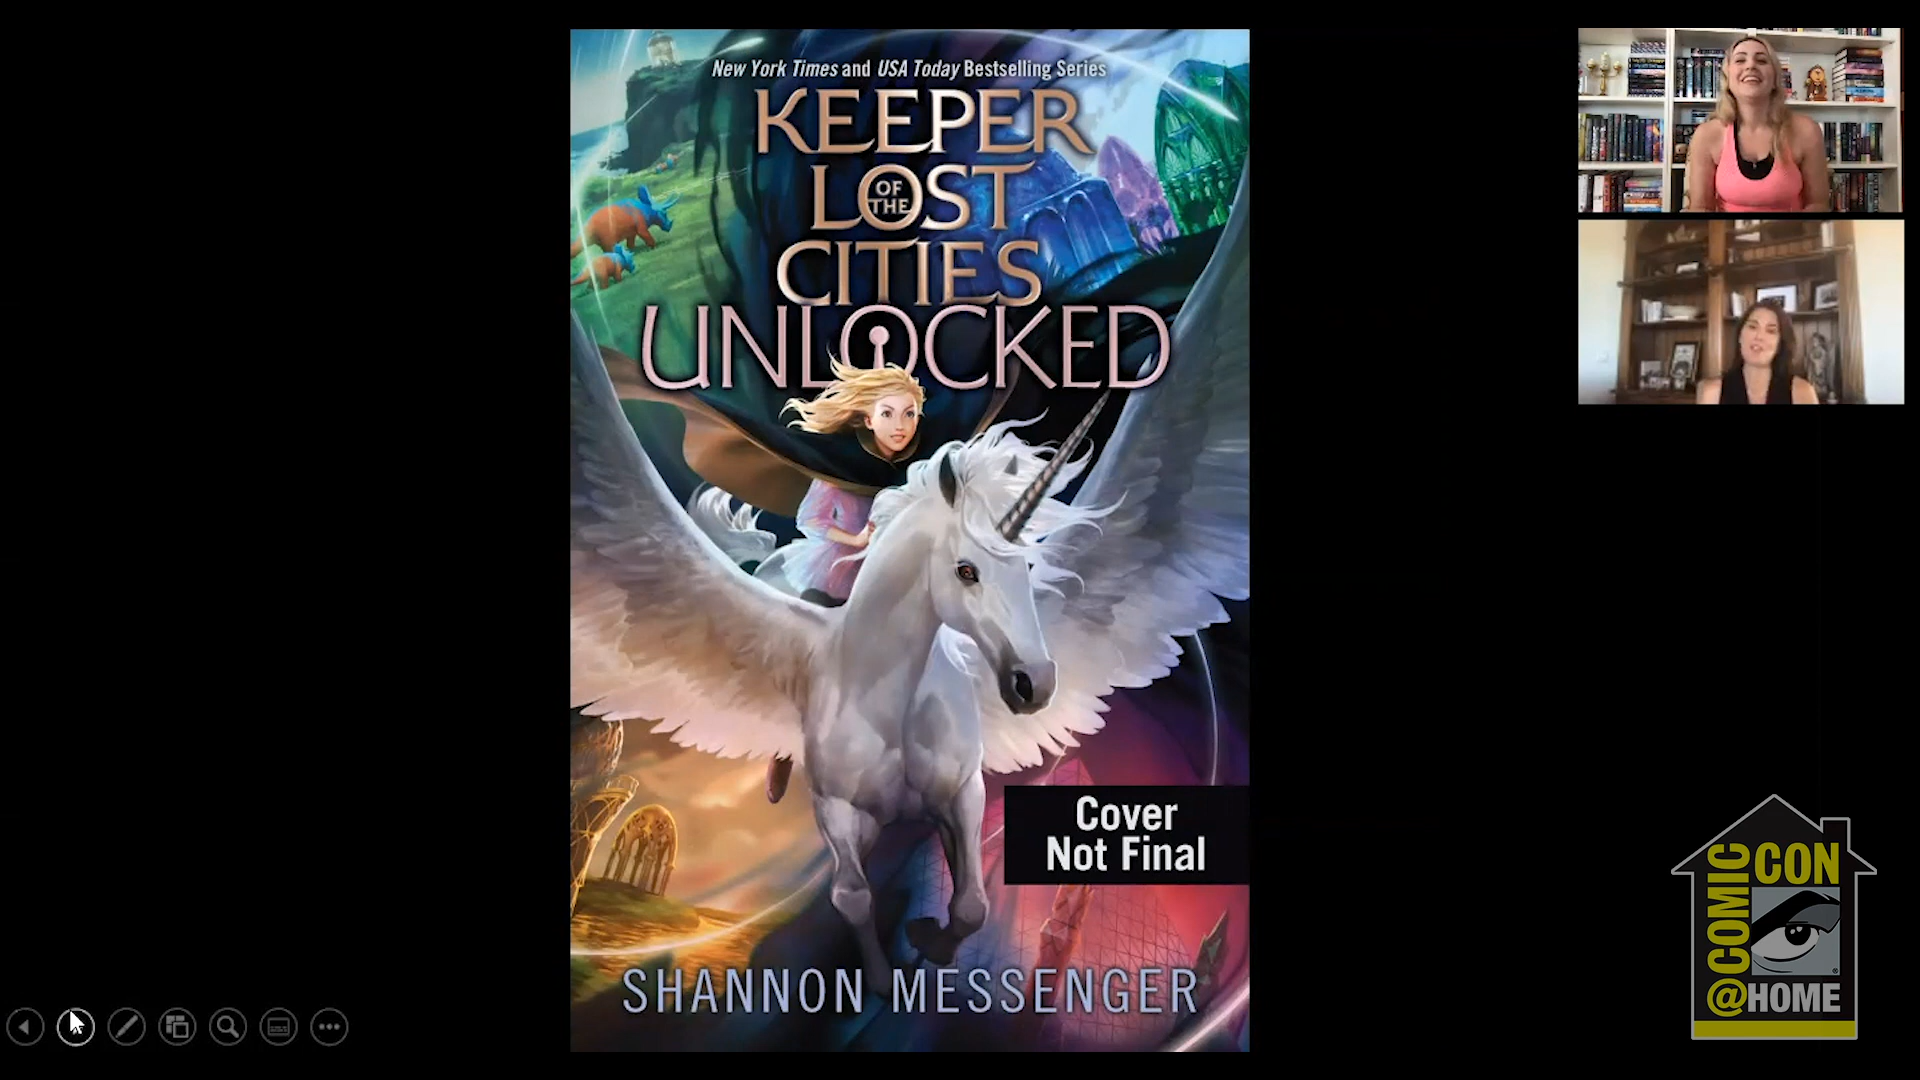 New York Times and USA Today Bestselling Series
KEEPER
OF THE
LOST
CITIES
UNLOCKED
Cover
Not Final
SHANNON MESSENGER
COMIC
CON
@HOME